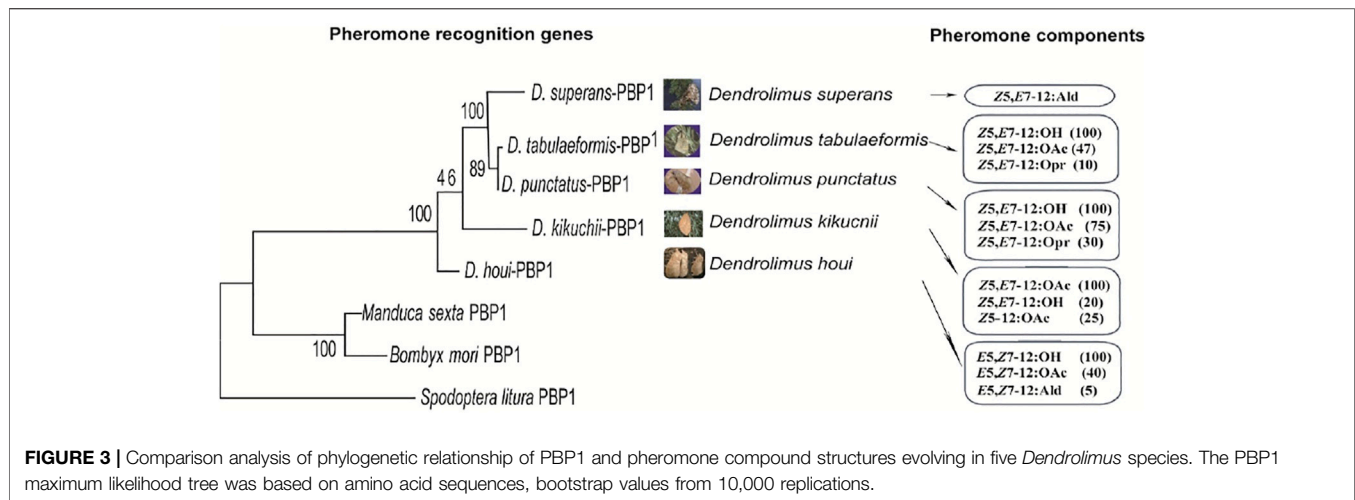 Pheromone recognition genes
Pheromone components
D. superans-PBP1
Dendrolimus superans
Z5,E7-12:Ald
100
D. tabulaeformis-PBP1
Dendrolimus tabulaeformis
Z5,E7-12:OH (100)
Z5,E7-12:OAc (47)
Z5,E7-12:Opr (10)
89
D. punctatus-PBP1
Dendrolimus punctatus
46
Z5,E7-12:OH (100)
Z5,E7-12:OAc (75)
Z5,E7-12:Opr (30)
100
D. kikuchii-PBP1
Dendrolimus kikucnii
D. houi-PBP1
Dendrolimus houi
Z5,E7-12:OAc (100)
Z5,E7-12:OH (20)
Z5-12:OAc (25)
Manduca sexta PBP1
100
Bombyx mori PBP1
E5,Z7-12:OH (100)
E5,Z7-12:OAc (40)
E5,Z7-12:Ald (5)
Spodoptera litura PBP1
FIGURE 3 | Comparison analysis of phylogenetic relationship of PBP1 and pheromone compound structures evolving in five Dendrolimus species. The PBP1
maximum likelihood tree was based on amino acid sequences, bootstrap values from 10,000 replications.